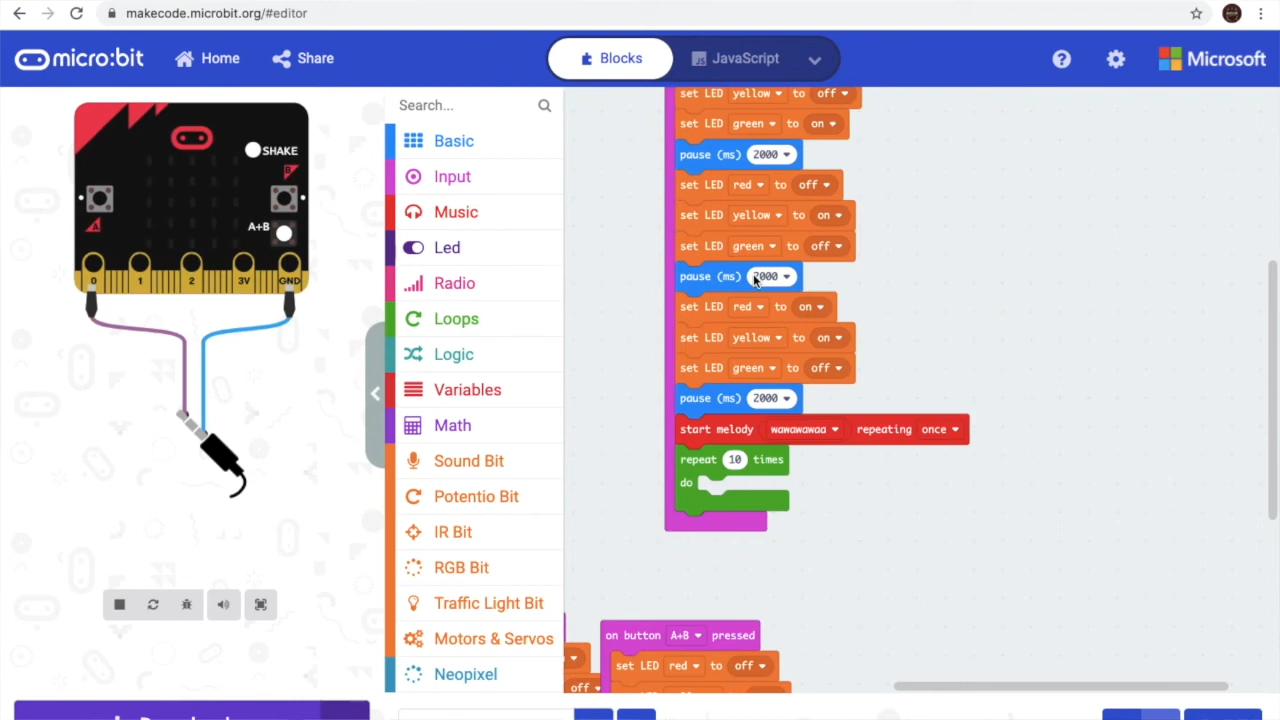 makecode.microbit.org/#editor
micro:bit Home Share Blocks JavaScript ? Microsoft
SHAKE
B
A
A+B
0 1 2 3V GND
Search...
Basic
Input
Music
Led
Radio
Loops
Logic
Variables
Math
Sound Bit
Potentio Bit
IR Bit
RGB Bit
Traffic Light Bit
Motors & Servos
Neopixel
set LED yellow to off
set LED green to on
pause (ms) 2000
set LED red to off
set LED yellow to on
set LED green to off
pause (ms) 2000
set LED red to on
set LED yellow to on
set LED green to off
pause (ms) 2000
start melody wawawawaa repeating once
repeat 10 times
do
off
on button A+B pressed
set LED red to off